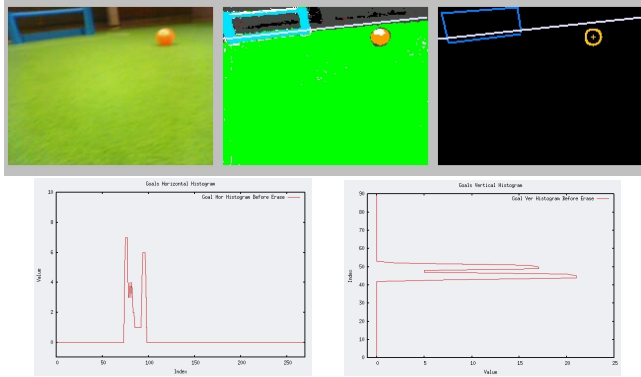 Goals Horizontal Histogram
Goal Hor Histogram Before Erase
10
8
6
4
2
0
Value
0 50 100 150 200 250
Index
Goals Vertical Histogram
Goal Ver Histogram Before Erase
90
80
70
60
50
40
30
20
10
0
Index
0 5 10 15 20 25
Value